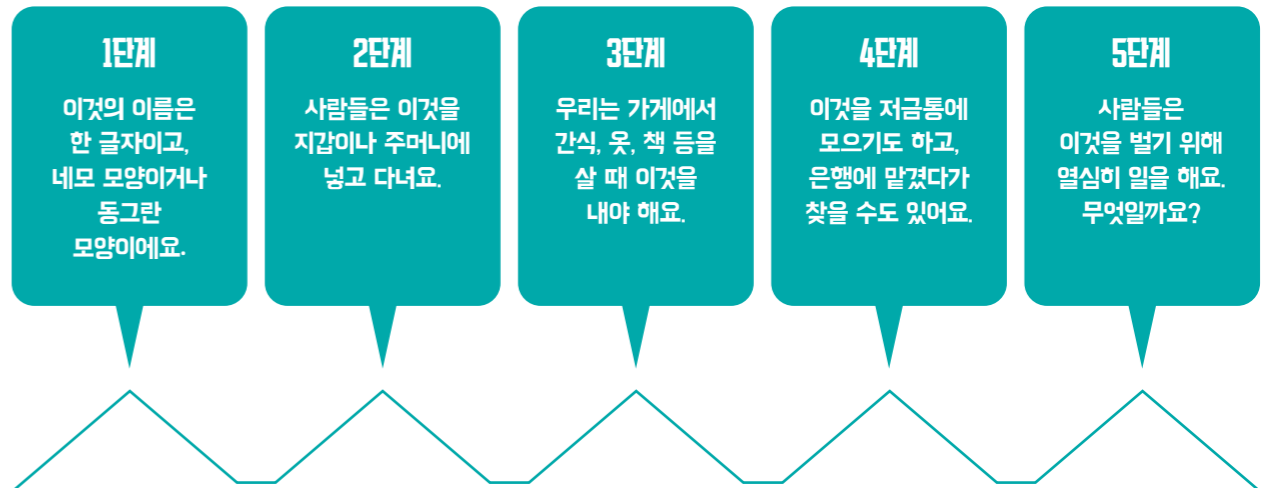 1단계
이것의 이름은
한 글자이고,
네모 모양이거나
동그란
모양이에요.
2단계
사람들은 이것을
지갑이나 주머니에
넣고 다녀요.
3단계
우리는 가게에서
간식, 옷, 책 등을
살 때 이것을
내야 해요.
4단계
이것을 저금통에
모으기도 하고,
은행에 맡겼다가
찾을 수도 있어요.
5단계
사람들은
이것을 벌기 위해
열심히 일을 해요.
무엇일까요?